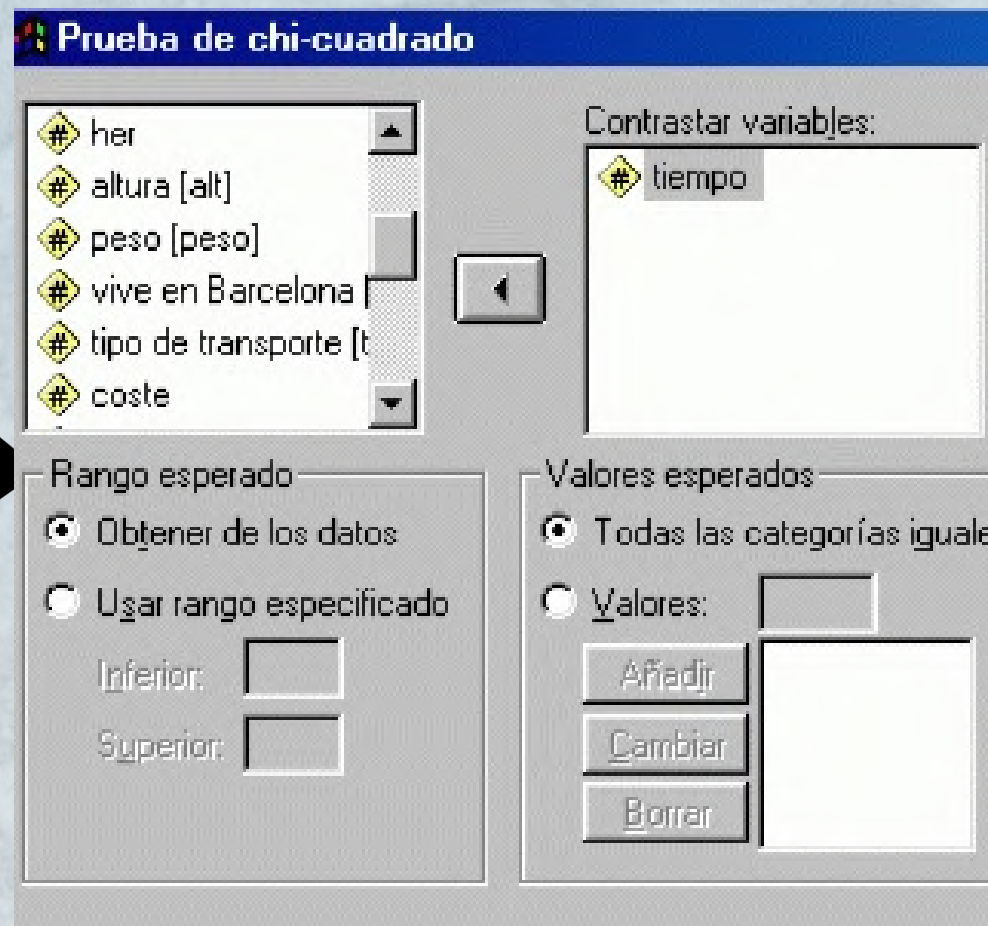 Prueba de chi-cuadrado
her
altura [alt]
peso [peso]
vive en Barcelona [
tipo de transporte [t
coste
Contrastar variables:
tiempo
Rango esperado
Obtener de los datos
Usar rango especificado
Inferior:
Superior:
Valores esperados
Todas las categorías iguale
Valores:
Añadir
Cambiar
Borrar